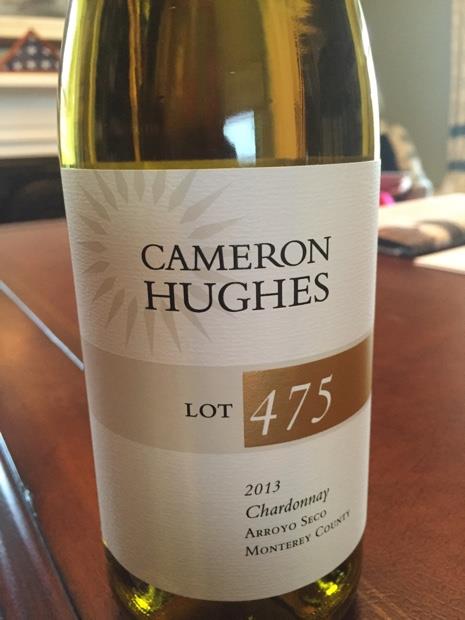 CAMERON
HUGHES
LOT 475
2013
Chardonnay
ARROYO SECO
MONTEREY COUNTY